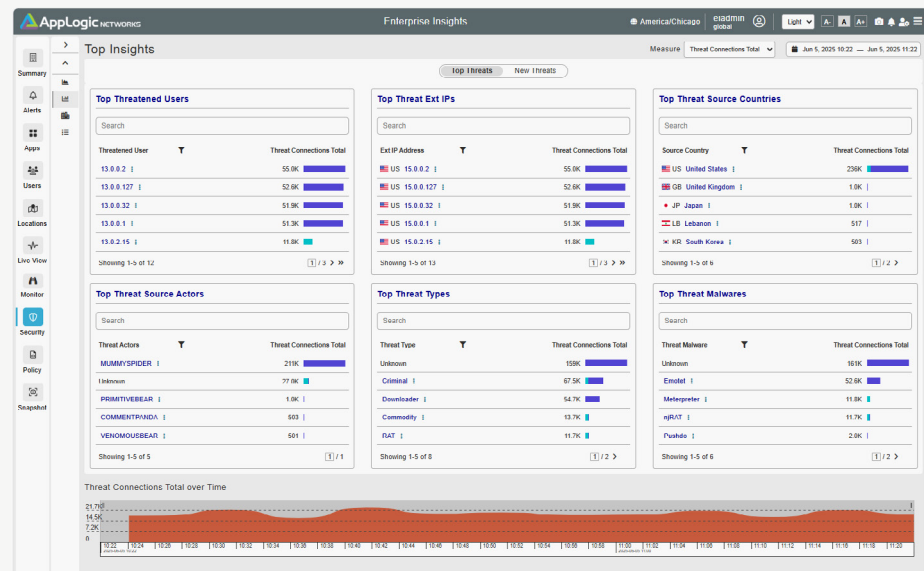 AppLogic NETWORKS
Enterprise Insights
America/Chicago
eiadmin
global
Light
A- A A+
Top Insights
Measure Threat Connections Total
Jun 5, 2025 10:22 — Jun 5, 2025 11:22
Top Threats New Threats
Summary
Alerts
Apps
Users
Locations
Live View
Monitor
Security
Policy
Snapshot
Top Threatened Users
Search
Threatened User Threat Connections Total
13.0.0.2 55.0K
13.0.0.127 52.6K
13.0.0.32 51.9K
13.0.0.1 51.3K
13.0.2.15 11.8K
Showing 1-5 of 12 1 / 3
Top Threat Ext IPs
Search
Ext IP Address Threat Connections Total
US 15.0.0.2 55.0K
US 15.0.0.127 52.6K
US 15.0.0.32 51.9K
US 15.0.0.1 51.3K
US 15.0.2.15 11.8K
Showing 1-5 of 13 1 / 3
Top Threat Source Countries
Search
Source Country Threat Connections Total
US United States 236K
GB United Kingdom 1.0K
JP Japan 1.0K
LB Lebanon 517
KR South Korea 503
Showing 1-5 of 6 1 / 2
Top Threat Source Actors
Search
Threat Actors Threat Connections Total
MUMMYSPIDER 211K
Unknown 27.0K
PRIMITIVEBEAR 1.0K
COMMENTPANDA 503
VENOMOUSBEAR 501
Showing 1-5 of 5 1 / 1
Top Threat Types
Search
Threat Type Threat Connections Total
Unknown 159K
Criminal 67.5K
Downloader 54.7K
Commodity 13.7K
RAT 11.7K
Showing 1-5 of 8 1 / 2
Top Threat Malwares
Search
Threat Malware Threat Connections Total
Unknown 161K
Emotet 52.6K
Meterpreter 11.8K
njRAT 11.7K
Pushdo 2.0K
Showing 1-5 of 6 1 / 2
Threat Connections Total over Time
21.7K
14.5K
7.2K
0
10:22 10:24 10:26 10:28 10:30 10:32 10:34 10:36 10:38 10:40 10:42 10:44 10:46 10:48 10:50 10:52 10:54 10:56 10:58 11:00 11:02 11:04 11:06 11:08 11:10 11:12 11:14 11:16 11:18 11:20